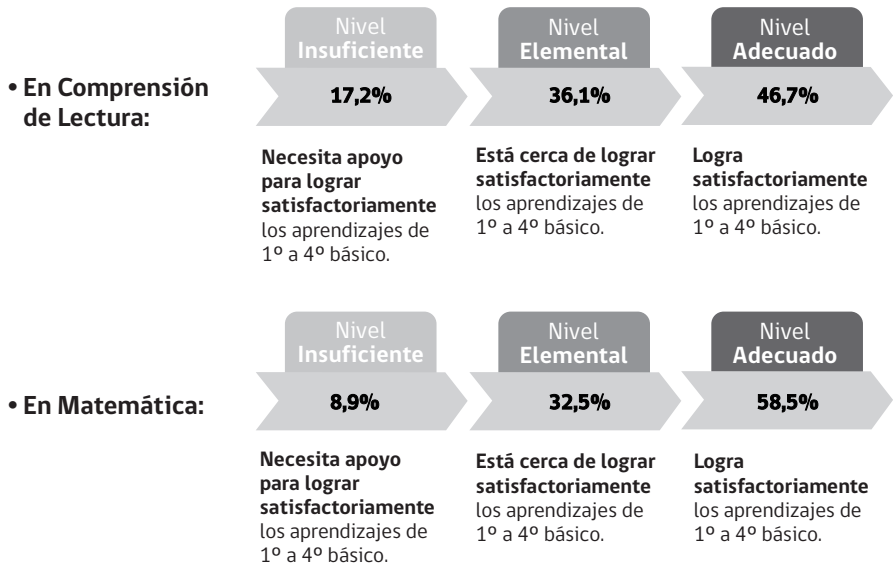 Nivel
Insuficiente
Nivel
Elemental
Nivel
Adecuado
• En Comprensión
de Lectura:
17,2%
36,1%
46,7%
Necesita apoyo
para lograr
satisfactoriamente
los aprendizajes de
1º a 4º básico.
Está cerca de lograr
satisfactoriamente
los aprendizajes de
1º a 4º básico.
Logra
satisfactoriamente
los aprendizajes de
1º a 4º básico.
Nivel
Insuficiente
Nivel
Elemental
Nivel
Adecuado
• En Matemática:
8,9%
32,5%
58,5%
Necesita apoyo
para lograr
satisfactoriamente
los aprendizajes de
1º a 4º básico.
Está cerca de lograr
satisfactoriamente
los aprendizajes de
1º a 4º básico.
Logra
satisfactoriamente
los aprendizajes de
1º a 4º básico.